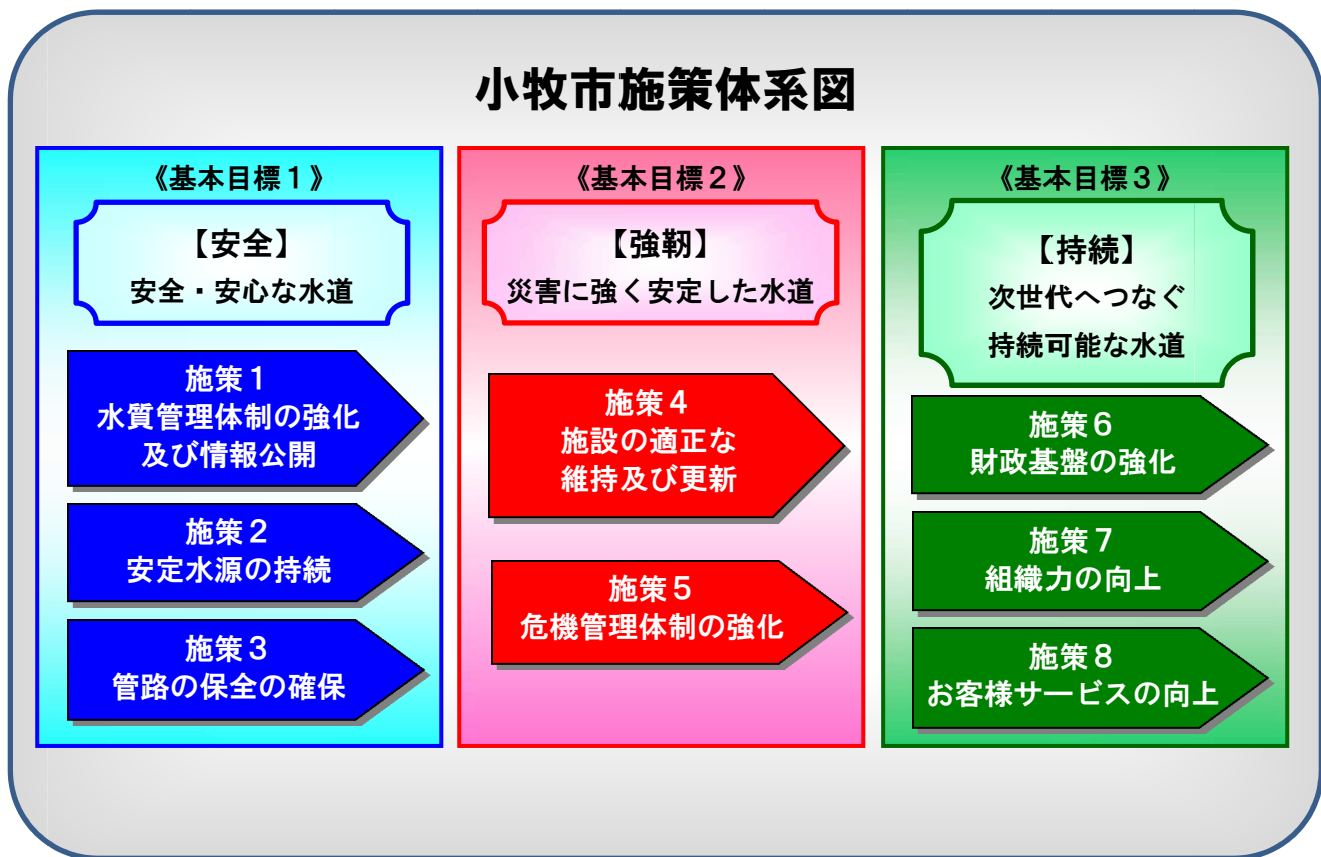 小牧市施策体系図
《基本目標１》
【安全】
安全・安心な水道
施策１
水質管理体制の強化
及び情報公開
施策２
安定水源の持続
施策３
管路の保全の確保
《基本目標２》
【強靭】
災害に強く安定した水道
施策４
施設の適正な
維持及び更新
施策５
危機管理体制の強化
《基本目標３》
【持続】
次世代へつなぐ
持続可能な水道
施策６
財政基盤の強化
施策７
組織力の向上
施策８
お客様サービスの向上